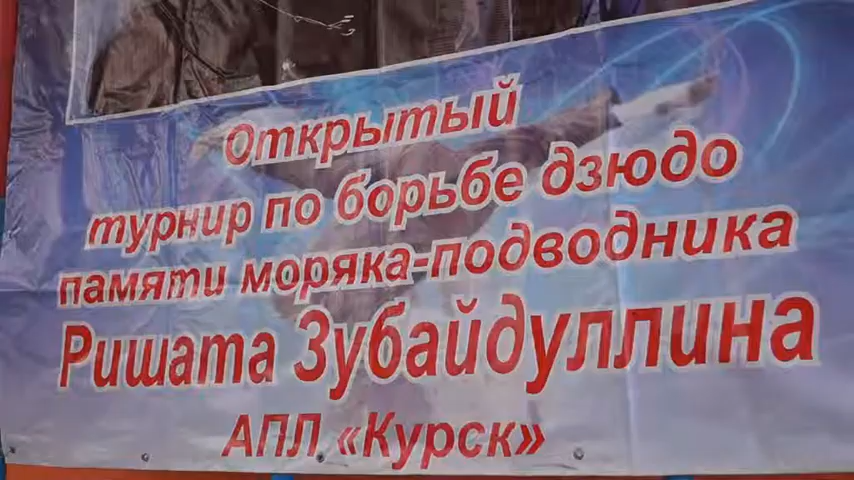 Открытый
турнир по борьбе дзюдо
памяти моряка-подводника
Ришата Зубайдуллина
АПЛ «Курск»